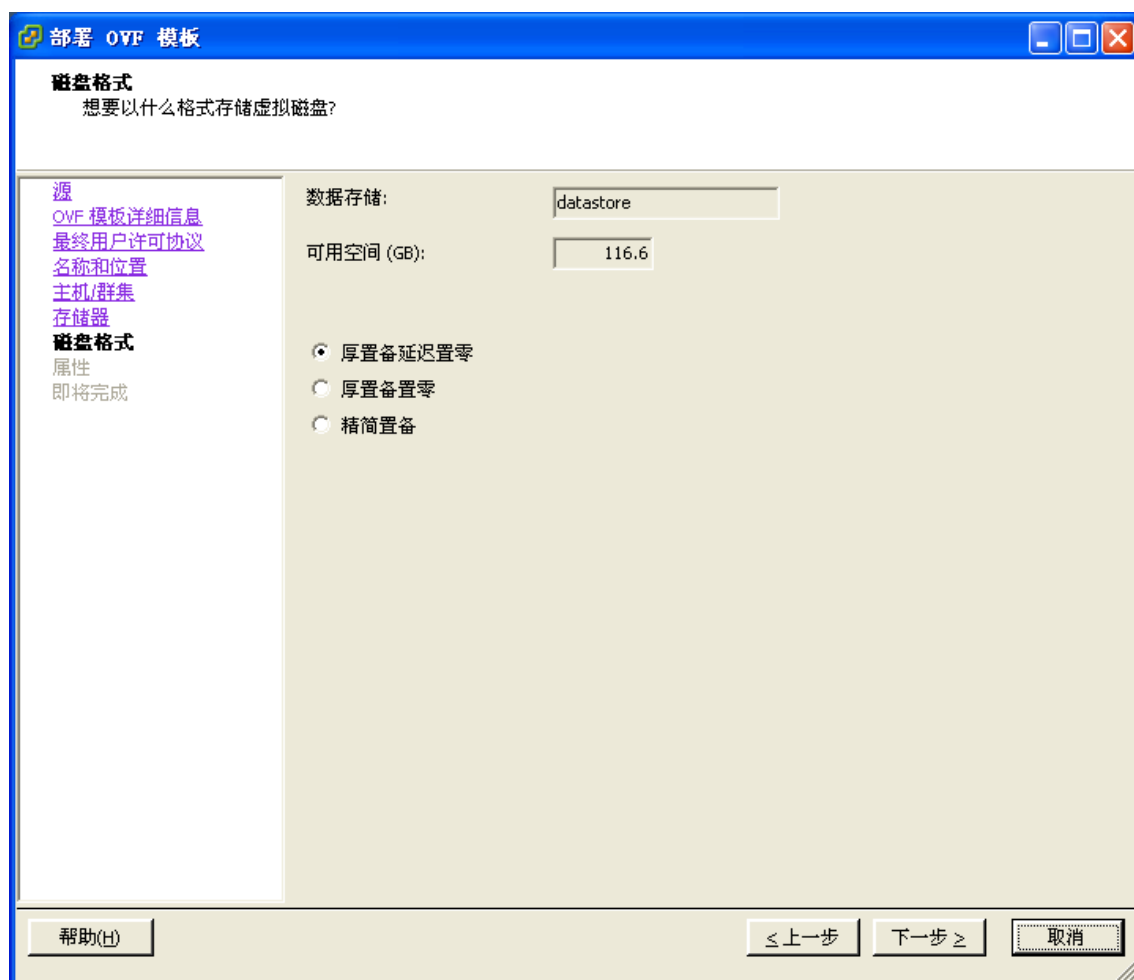 部署 OVF 模板
磁盘格式
想要以什么格式存储虚拟磁盘?
源
OVF 模板详细信息
最终用户许可协议
名称和位置
主机/群集
存储器
磁盘格式
属性
即将完成
数据存储:
datastore
可用空间 (GB):
116.6
厚置备延迟置零
厚置备置零
精简置备
帮助(H)
≤上一步
下一步 ≥
取消